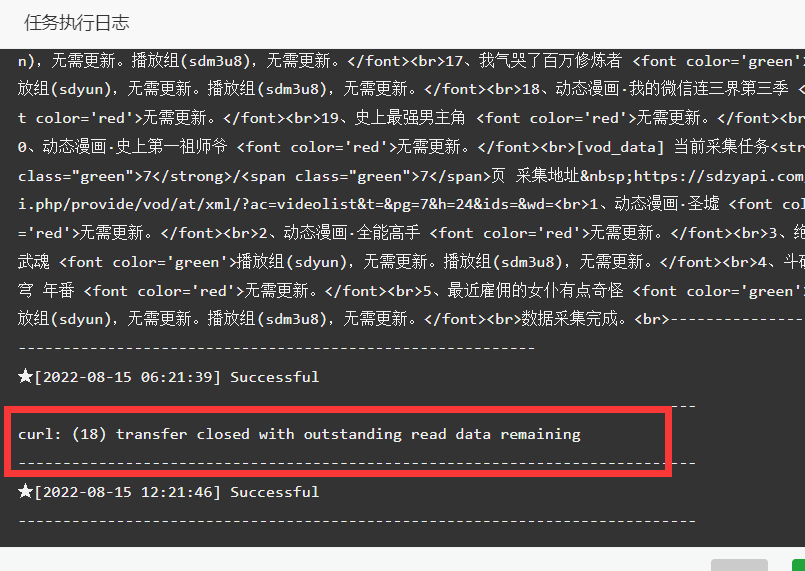 任务执行日志
n)，无需更新。播放组(sdm3u8)，无需更新。</font><br>17、我气哭了百万修炼者 <font color='green'
放组(sdyun)，无需更新。播放组(sdm3u8)，无需更新。</font><br>18、动态漫画·我的微信连三界第三季 <
t color='red'>无需更新。</font><br>19、史上最强男主角 <font color='red'>无需更新。</font><br
0、动态漫画·史上第一祖师爷 <font color='red'>无需更新。</font><br>[vod_data] 当前采集任务<str
class="green">7</strong>/<span class="green">7</span>页 采集地址&nbsp;https://sdzyapi.com
i.php/provide/vod/at/xml/?ac=videolist&t=&pg=7&h=24&ids=&wd=<br>1、动态漫画·圣墟 <font col
='red'>无需更新。</font><br>2、动态漫画·全能高手 <font color='red'>无需更新。</font><br>3、绝
武魂 <font color='green'>播放组(sdyun)，无需更新。播放组(sdm3u8)，无需更新。</font><br>4、斗破
穹 年番 <font color='red'>无需更新。</font><br>5、最近雇佣的女仆有点奇怪 <font color='green'
放组(sdyun)，无需更新。播放组(sdm3u8)，无需更新。</font><br>数据采集完成。<br>---------------
----------------------------------------------------------
★[2022-08-15 06:21:39] Successful
---------------------------------------------------------------------------
curl: (18) transfer closed with outstanding read data remaining
---------------------------------------------------------------------------
★[2022-08-15 12:21:46] Successful
---------------------------------------------------------------------------